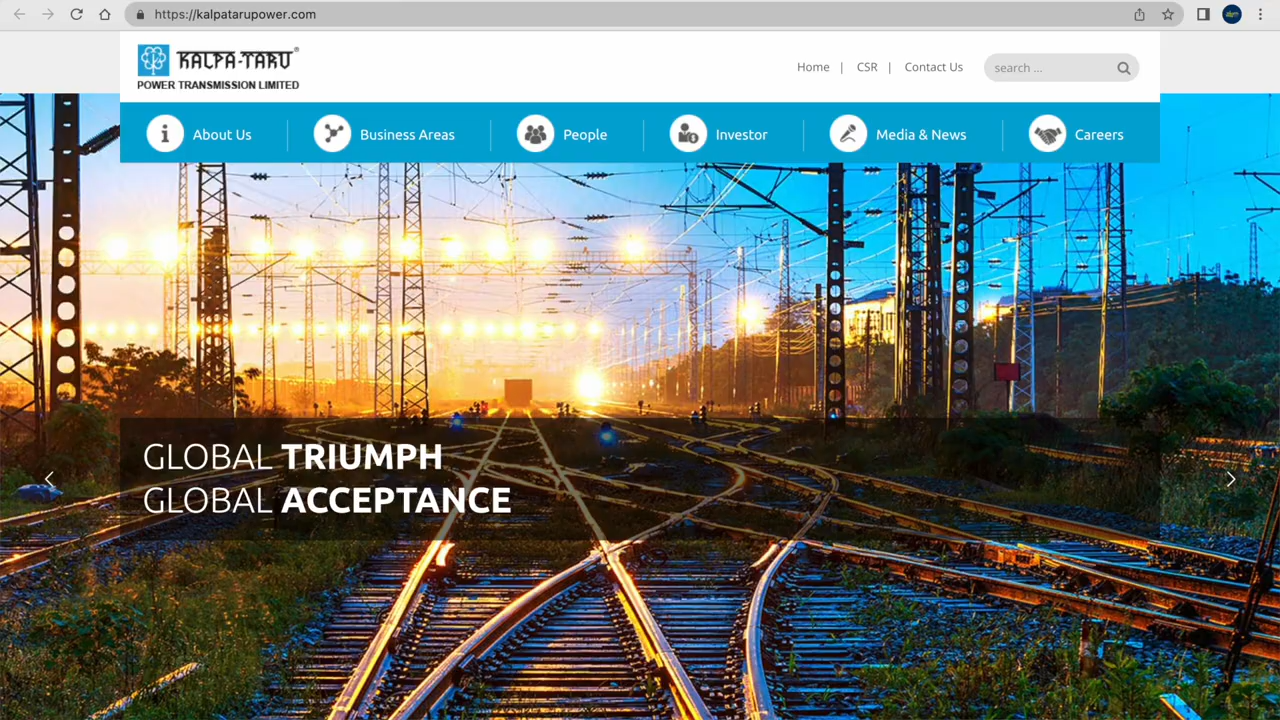 https://kalpatarupower.com
KALPA-TARU®
POWER TRANSMISSION LIMITED
Home | CSR | Contact Us
search ...
About Us
Business Areas
People
Investor
Media & News
Careers
GLOBAL TRIUMPH
GLOBAL ACCEPTANCE